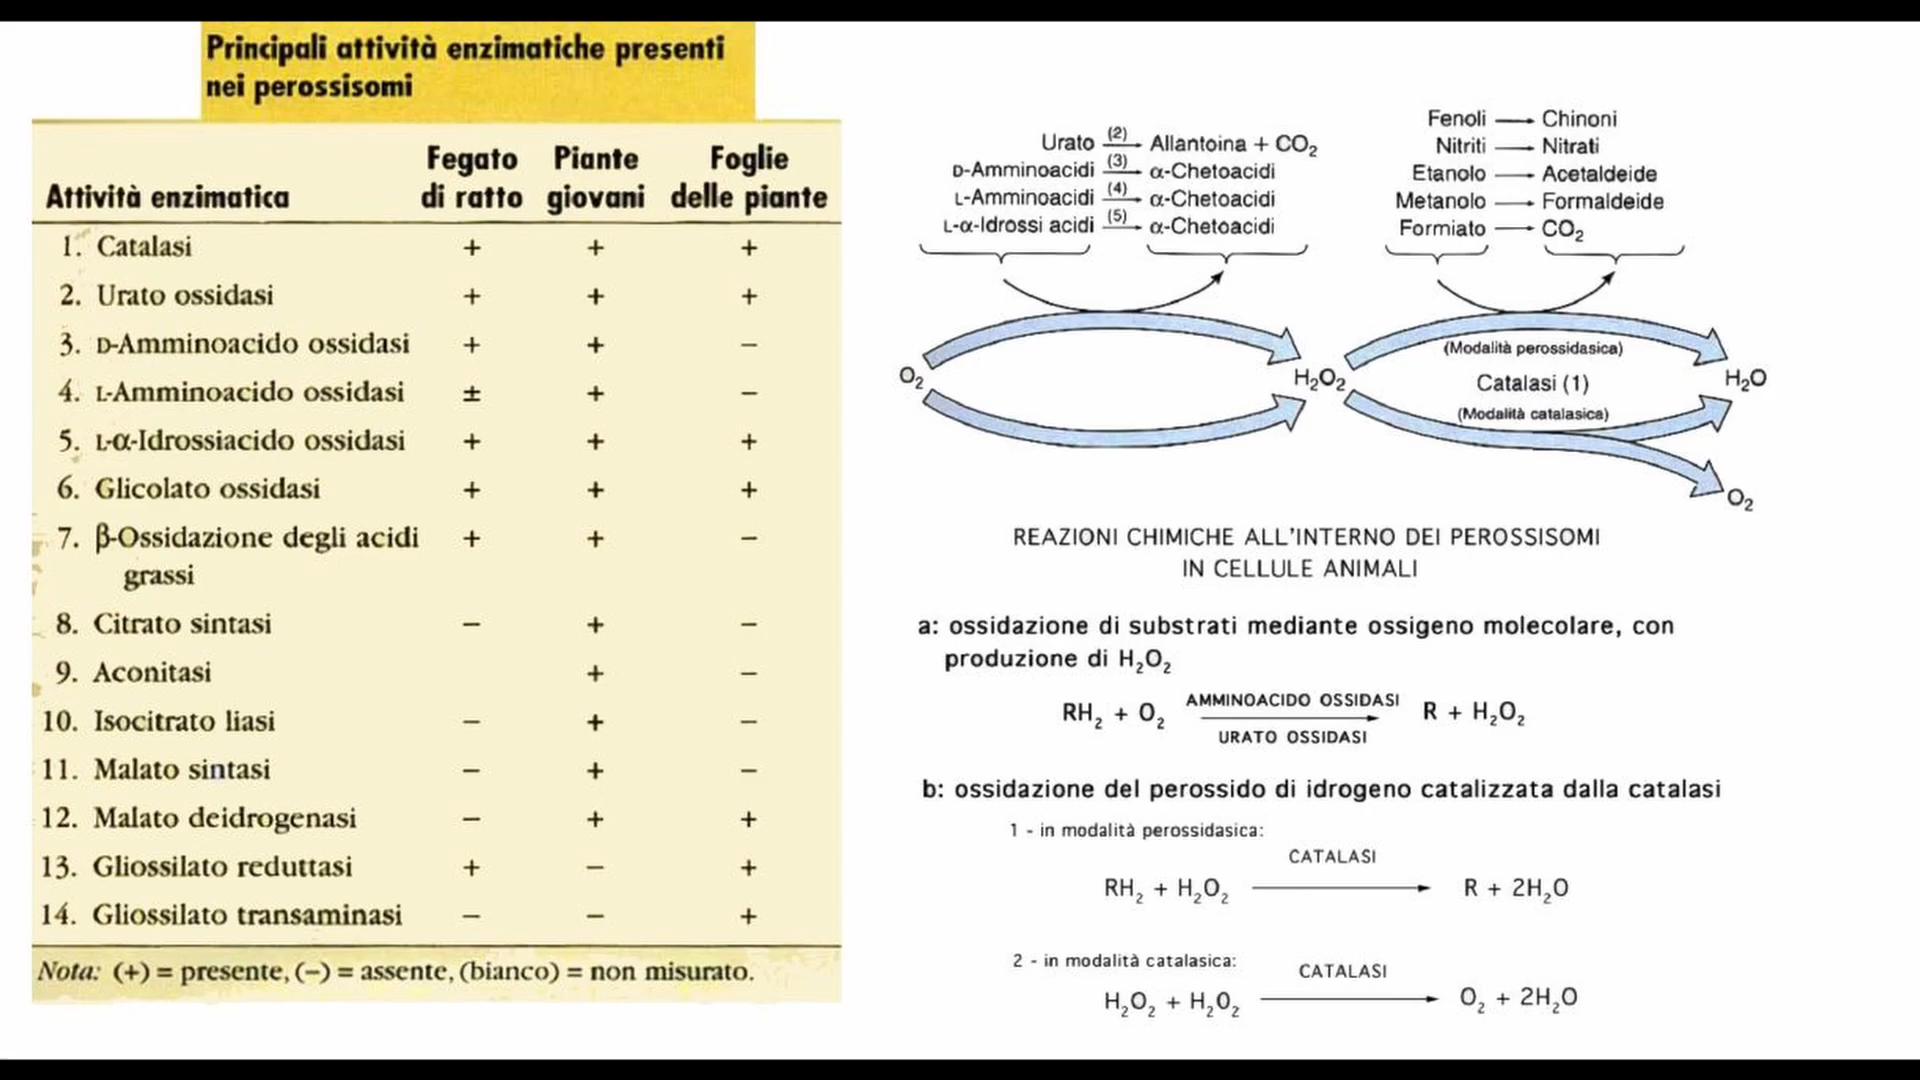 Principali attività enzimatiche presenti
nei perossisomi
Attività enzimatica Fegato di ratto Piante giovani Foglie delle piante
1. Catalasi + + +
2. Urato ossidasi + + +
3. D-Amminoacido ossidasi + + –
4. L-Amminoacido ossidasi ± + –
5. L-α-Idrossiacido ossidasi + + +
6. Glicolato ossidasi + + +
7. β-Ossidazione degli acidi + + –
grassi
8. Citrato sintasi – + –
9. Aconitasi + –
10. Isocitrato liasi – + –
11. Malato sintasi – + –
12. Malato deidrogenasi – + +
13. Gliossilato reduttasi + – +
14. Gliossilato transaminasi – – +
Nota: (+) = presente, (–) = assente, (bianco) = non misurato.
Urato (2) → Allantoina + CO₂
D-Amminoacidi (3) → α-Chetoacidi
L-Amminoacidi (4) → α-Chetoacidi
L-α-Idrossi acidi (5) → α-Chetoacidi
Fenoli → Chinoni
Nitriti → Nitrati
Etanolo → Acetaldeide
Metanolo → Formaldeide
Formiato → CO₂
(Modalità perossidasica)
O₂ H₂O₂ Catalasi (1) H₂O
(Modalità catalasica)
O₂
REAZIONI CHIMICHE ALL'INTERNO DEI PEROSSISOMI
IN CELLULE ANIMALI
a: ossidazione di substrati mediante ossigeno molecolare, con
produzione di H₂O₂
AMMINOACIDO OSSIDASI
RH₂ + O₂ → R + H₂O₂
URATO OSSIDASI
b: ossidazione del perossido di idrogeno catalizzata dalla catalasi
1 - in modalità perossidasica:
CATALASI
RH₂ + H₂O₂ → R + 2H₂O
2 - in modalità catalasica:
CATALASI
H₂O₂ + H₂O₂ → O₂ + 2H₂O